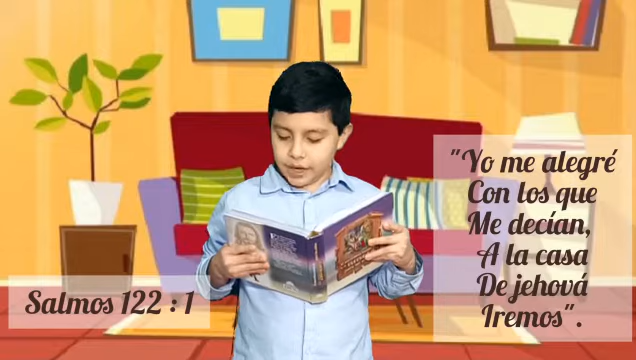 "Yo me alegré
Con los que
Me decían,
A la casa
De jehová
Iremos".
Salmos 122 : 1